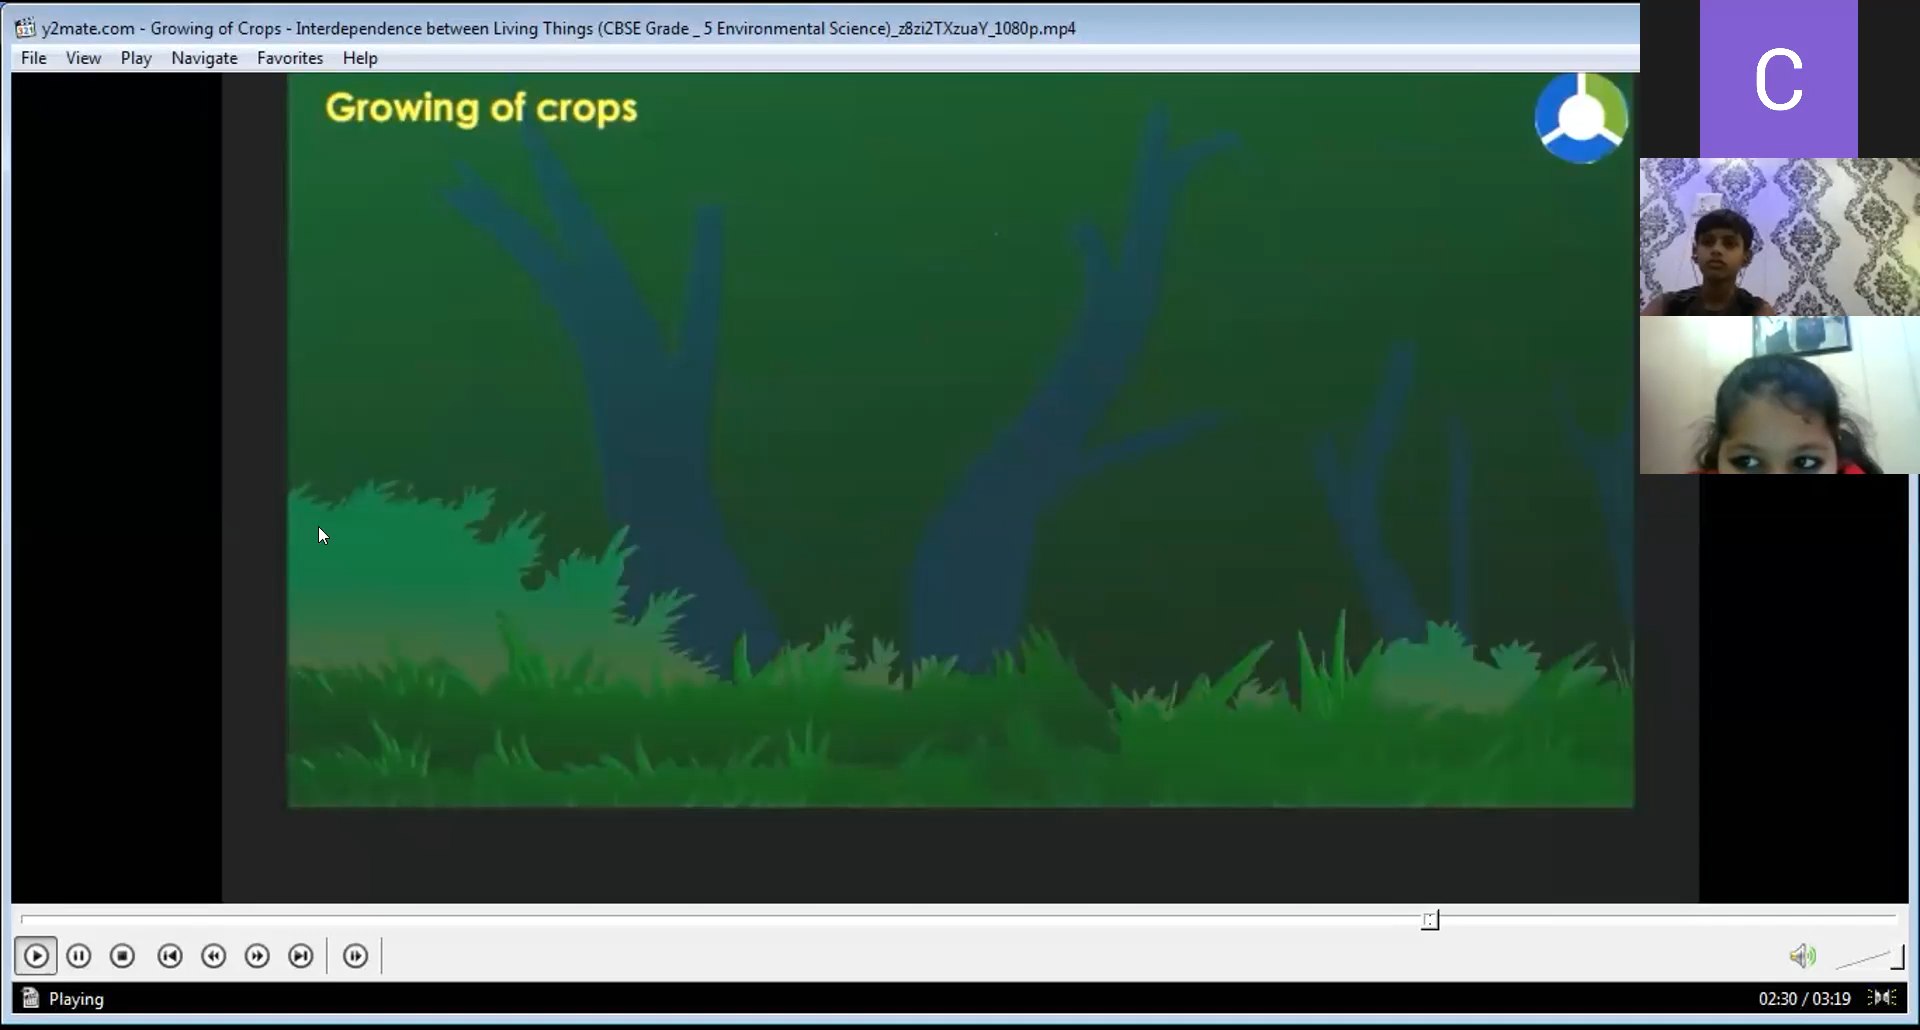 y2mate.com - Growing of Crops - Interdependence between Living Things (CBSE Grade _ 5 Environmental Science)_z8zi2TXzuaY_1080p.mp4
File View Play Navigate Favorites Help
Growing of crops
C
Playing
02:30 / 03:19